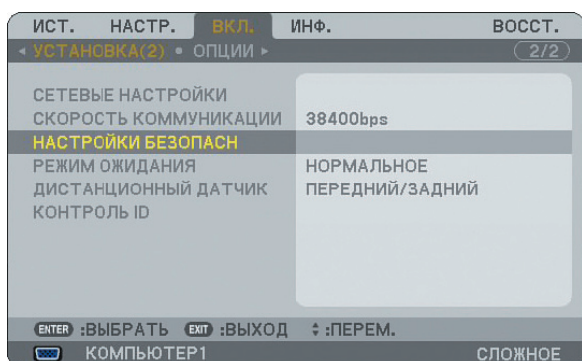 ИСТ. НАСТР. ВКЛ. ИНФ. ВОССТ.
УСТАНОВКА(2) • ОПЦИИ 2/2
СЕТЕВЫЕ НАСТРОЙКИ
СКОРОСТЬ КОММУНИКАЦИИ 38400bps
НАСТРОЙКИ БЕЗОПАСН
РЕЖИМ ОЖИДАНИЯ НОРМАЛЬНОЕ
ДИСТАНЦИОННЫЙ ДАТЧИК ПЕРЕДНИЙ/ЗАДНИЙ
КОНТРОЛЬ ID
ENTER :ВЫБРАТЬ EXIT :ВЫХОД :ПЕРЕМ.
КОМПЬЮТЕР1 СЛОЖНОЕ